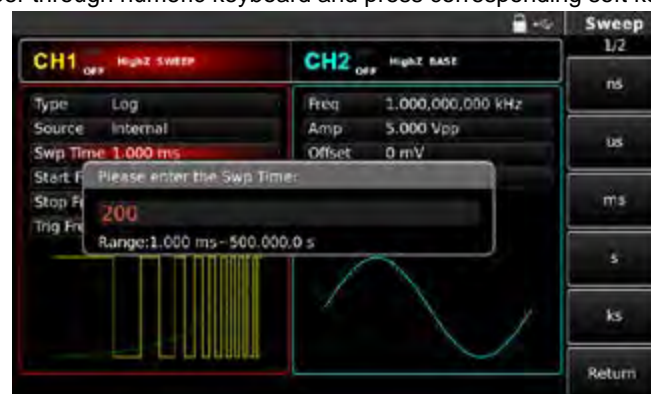 er through numeric keyboard and press corresponding soft k
Sweep
1/2
CH1 OFF HighZ SWEEP
CH2 OFF HighZ BASE
ns
Type Log
Freq 1.000,000,000 kHz
Source Internal
Amp 5.000 Vpp
us
Swp Time 1.000 ms
Offset 0 mV
Start F
Please enter the Swp Time:
Stop Fr
200
ms
Trig Fre
Range:1.000 ms~500.000,0 s
s
ks
Return